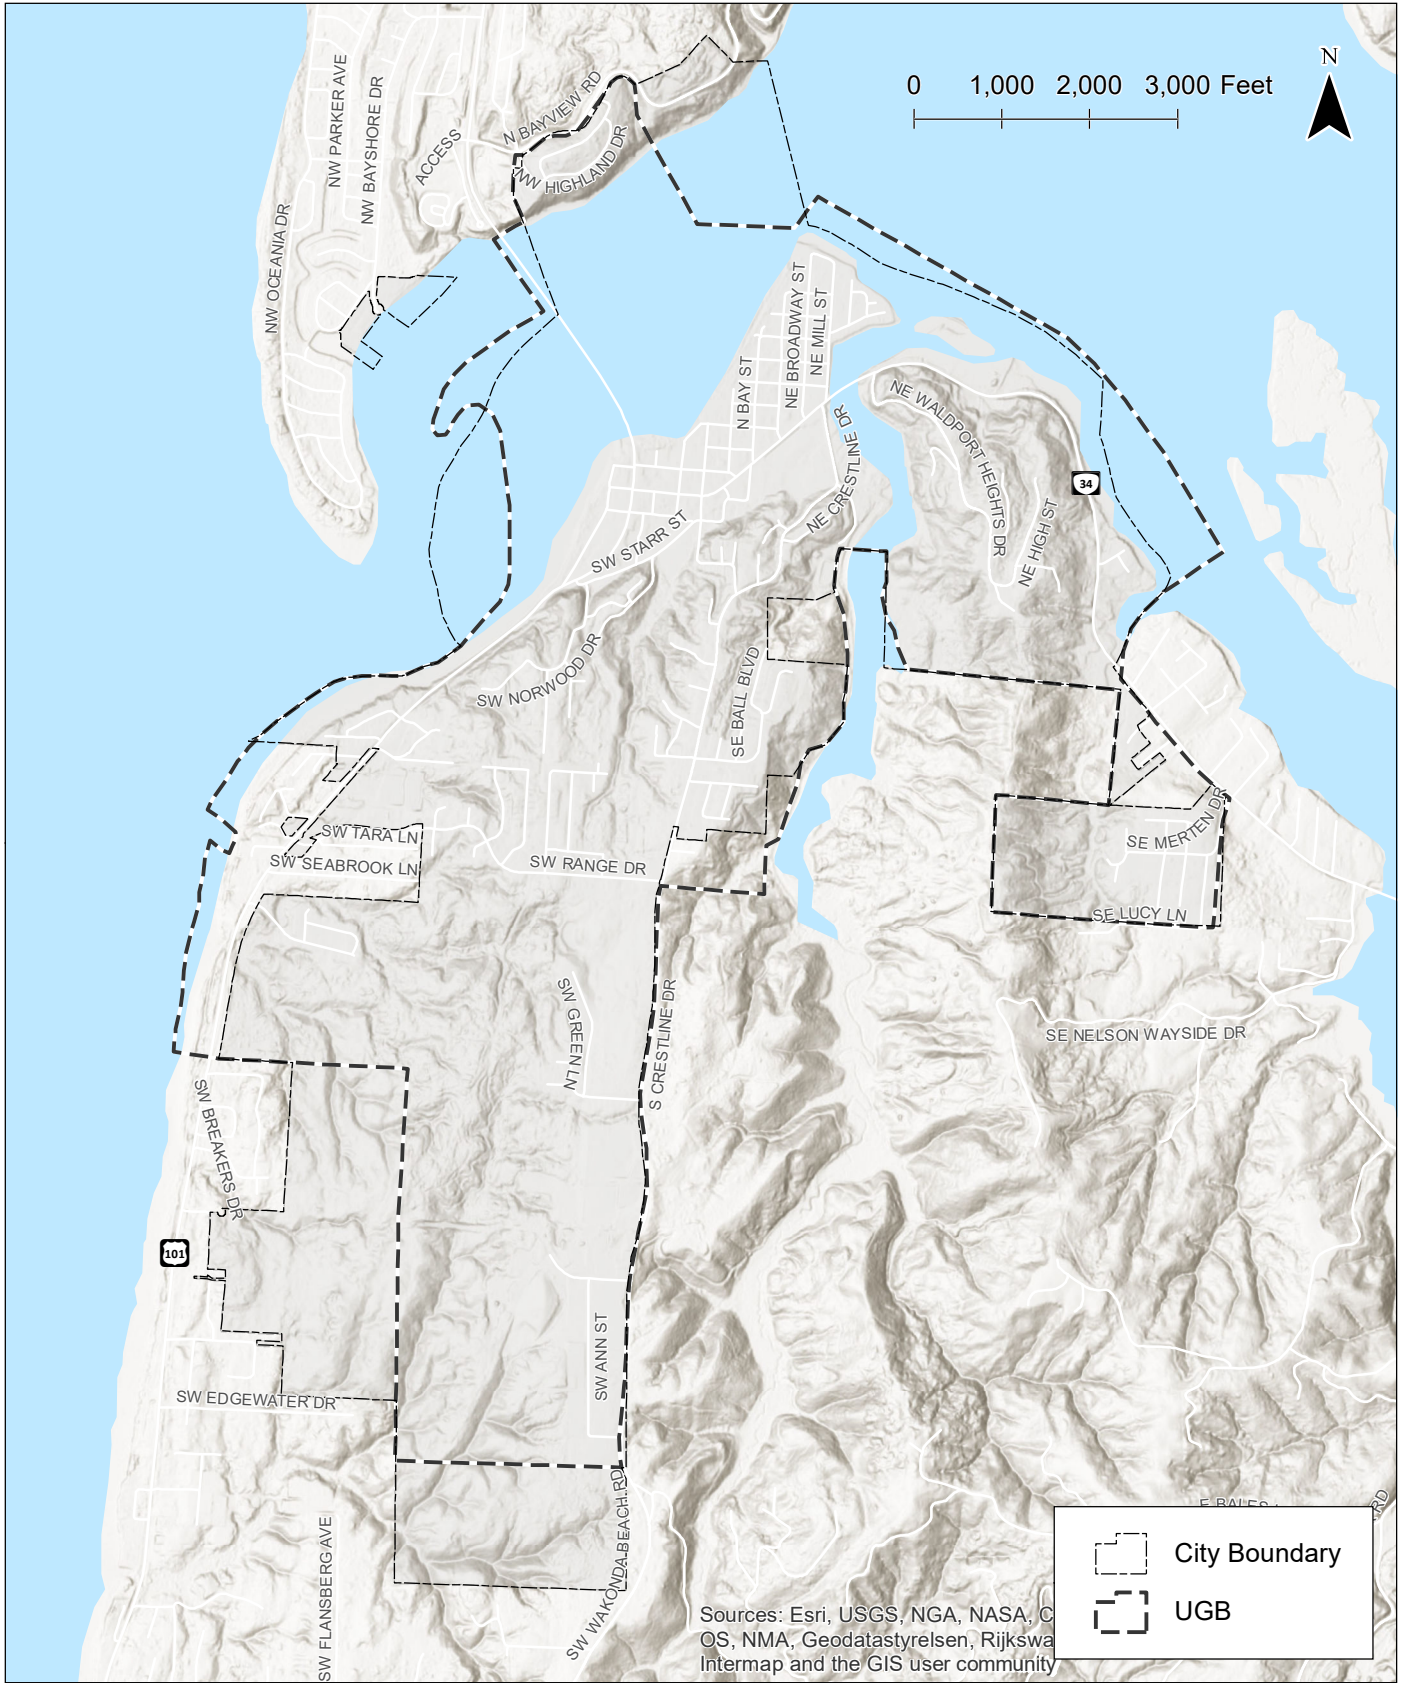 N
0 1,000 2,000 3,000 Feet
NW PARKER AVE
NW BAYSHORE DR
ACCESS
N BAYVIEW RD
NW HIGHLAND DR
NW OCEANIA DR
NE BROADWAY ST
NE MILL ST
N BAY ST
NE CRESTLINE DR
NE WALDPORT HEIGHTS DR
NE HIGH ST
34
SW STARR ST
SW NORWOOD DR
SE BALL BLVD
SW TARA LN
SW SEABROOK LN
SW RANGE DR
SE MERTEN DR
SE LUCY LN
SW GREEN LN
S CRESTLINE DR
SE NELSON WAYSIDE DR
SW BREAKERS DR
101
SW ANN ST
SW EDGEWATER DR
SW FLANSBERG AVE
SW WAKONDA BEACH RD
RD
City Boundary
UGB
Sources: Esri, USGS, NGA, NASA, C
OS, NMA, Geodatastyrelsen, Rijkswa
Intermap and the GIS user community